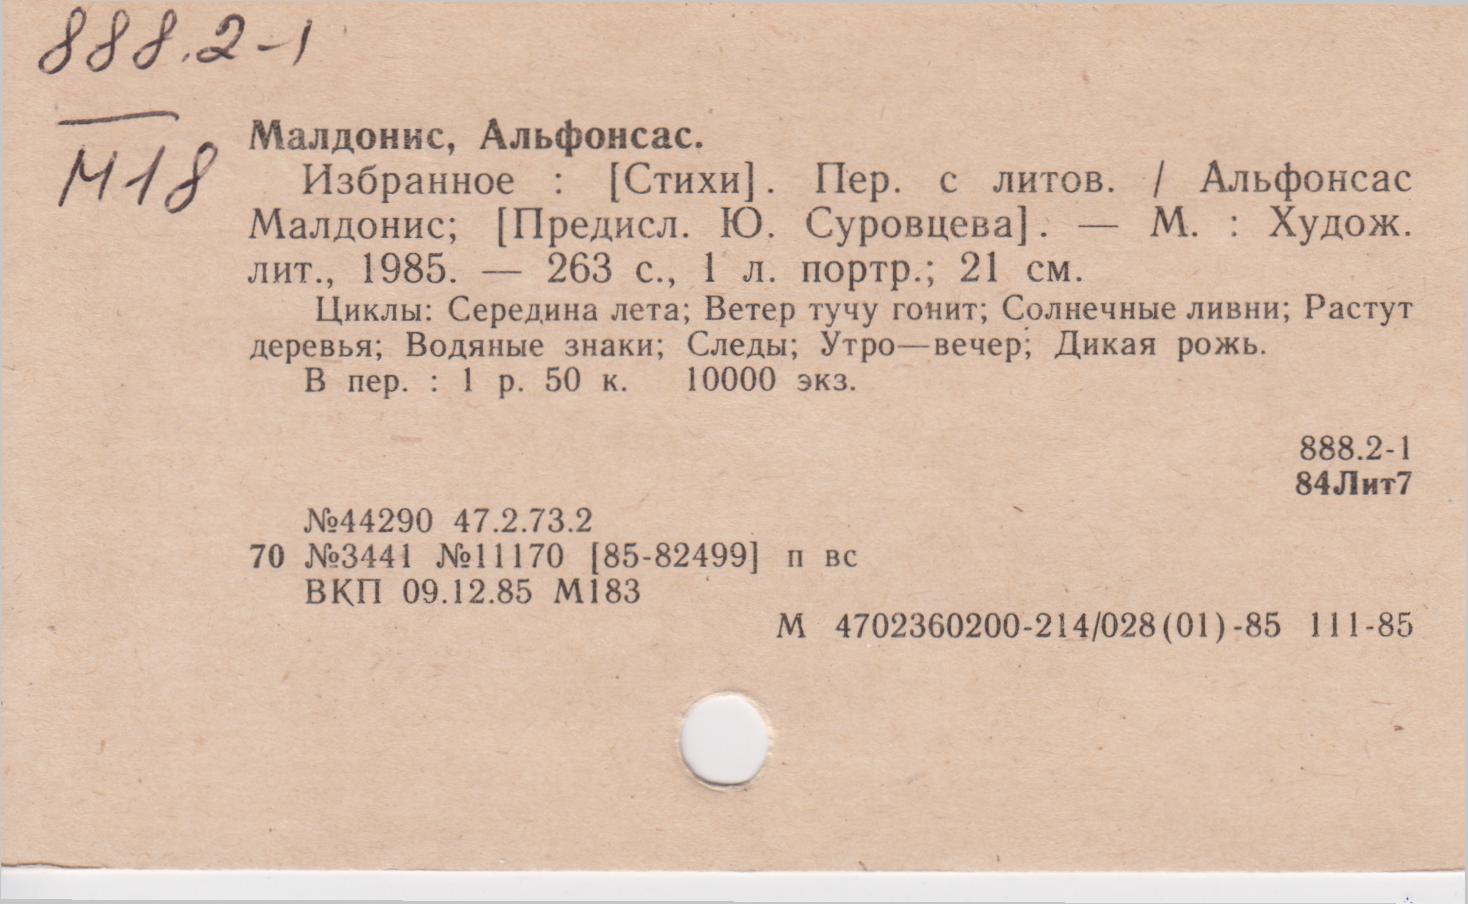 888.2-1
М18
Малдонис, Альфонсас.
Избранное : [Стихи]. Пер. с литов. / Альфонсас
Малдонис; [Предисл. Ю. Суровцева]. — М. : Худож.
лит., 1985. — 263 с., 1 л. портр.; 21 см.
Циклы: Середина лета; Ветер тучу гонит; Солнечные ливни; Растут
деревья; Водяные знаки; Следы; Утро—вечер; Дикая рожь.
В пер. : 1 р. 50 к. 10000 экз.
888.2-1
84Лит7
№44290 47.2.73.2
70 №3441 №11170 [85-82499] п вс
ВКП 09.12.85 М183
М 4702360200-214/028(01)-85 111-85